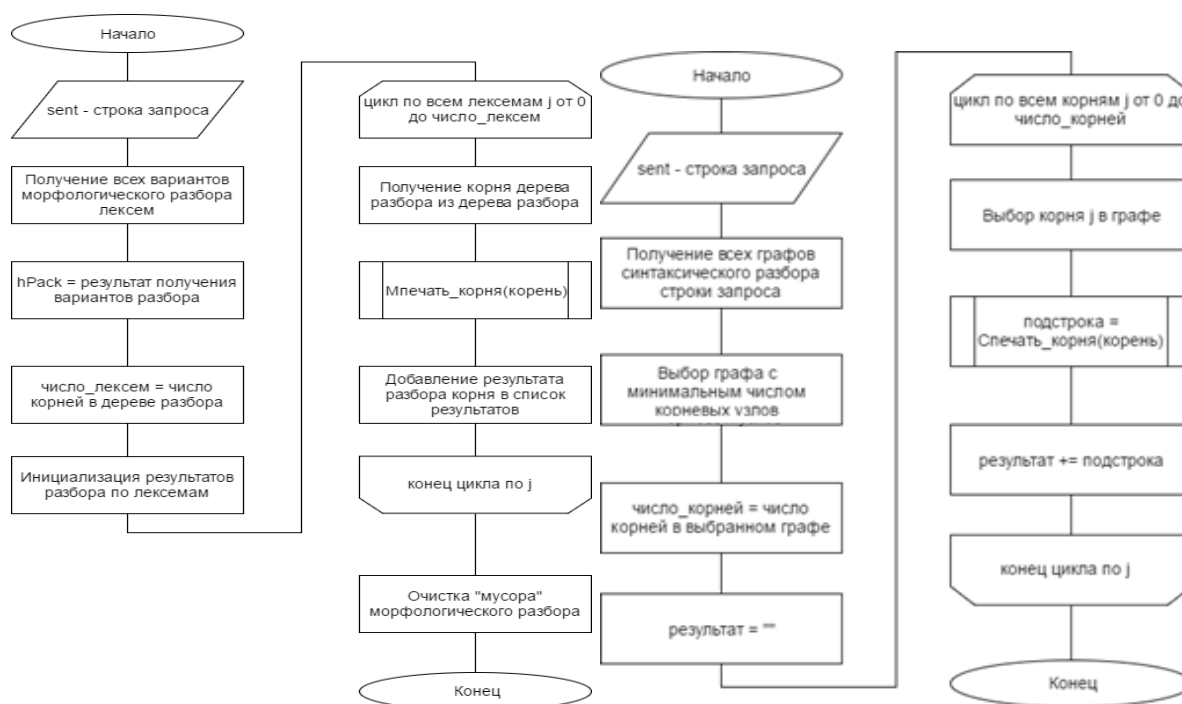 Начало
sent - строка запроса
Получение всех вариантов
морфологического разбора
лексем
hPack = результат получения
вариантов разбора
число_лексем = число
корней в дереве разбора
Инициализация результатов
разбора по лексемам
цикл по всем лексемам j от 0
до число_лексем
Получение корня дерева
разбора из дерева разбора
Мпечать_корня(корень)
Добавление результата
разбора корня в список
результатов
конец цикла по j
Очистка "мусора"
морфологического разбора
Конец
Начало
sent - строка запроса
Получение всех графов
синтаксического разбора
строки запроса
Выбор графа с
минимальным числом
корневых узлов
число_корней = число
корней в выбранном графе
результат = ""
цикл по всем корням j от 0 до
число_корней
Выбор корня j в графе
подстрока =
Спечать_корня(корень)
результат += подстрока
конец цикла по j
Конец